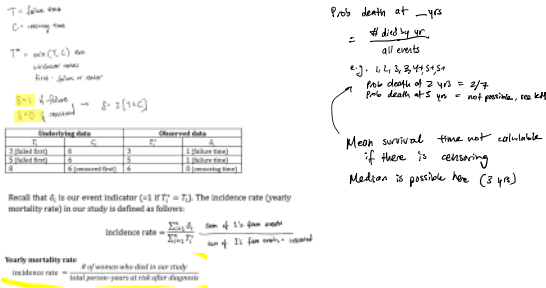 T = failure time
C = censoring time
T* = min (T, C) 
whichever comes
first - failure or censor
δ=1 if failure
δ=0 if censored → δ = I[T≤C]
Underlying data Observed data
Tᵢ Cᵢ Tᵢ* δᵢ
3 (failed first) 6 3 1 (failure time)
5 (failed first) 6 5 1 (failure time)
8 6 (censored first) 6 0 (censoring time)
Recall that δᵢ is our event indicator (=1 if Tᵢ* = Tᵢ). The incidence rate (yearly
mortality rate) in our study is defined as follows:
incidence rate = Σⁿᵢ₌₁ δᵢ / Σⁿᵢ₌₁ Tᵢ*
sum of 1's from events
sum of
Yearly mortality rate
incidence rate = # of women who died in our study / total person-years at risk after diagnosis
Prob death at __ yrs
= # died by yr / all events
e.g. 1, 2, 3, 3, 4+, 5+, 5+
Prob death at 2 yrs = 2/7
Prob death at 5 yrs = not possible, see KM
Mean survival time not calculable
if there is censoring
Median is possible here (3 yrs)